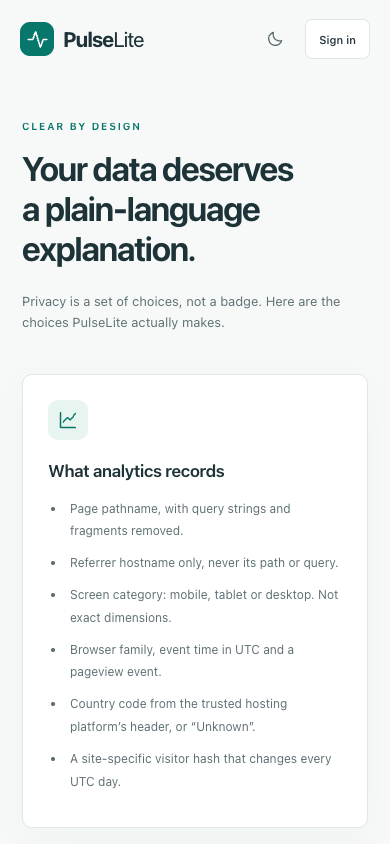 PulseLite
Sign in
CLEAR BY DESIGN
Your data deserves
a plain-language
explanation.
Privacy is a set of choices, not a badge. Here are the
choices PulseLite actually makes.
What analytics records
• Page pathname, with query strings and
fragments removed.
• Referrer hostname only, never its path or query.
• Screen category: mobile, tablet or desktop. Not
exact dimensions.
• Browser family, event time in UTC and a
pageview event.
• Country code from the trusted hosting
platform’s header, or “Unknown”.
• A site-specific visitor hash that changes every
UTC day.